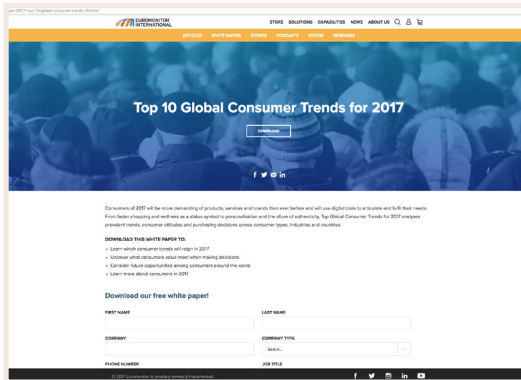 EUROMONITOR
INTERNATIONAL
STORE SOLUTIONS CAPABILITIES NEWS ABOUT US
ARTICLES WHITE PAPERS EVENTS PODCASTS VIDEOS WEBINARS
Top 10 Global Consumer Trends for 2017
DOWNLOAD
Consumers of 2017 will be more demanding of products, services and brands than ever before and will use digital tools to articulate and fulfil their needs.
From faster shopping and wellness as a status symbol to personalisation and the allure of authenticity, Top Global Consumer Trends for 2017 analyses
prevalent trends, consumer attitudes and purchasing decisions across consumer types, industries and countries.
DOWNLOAD THIS WHITE PAPER TO:
• Learn which consumer trends will reign in 2017
• Uncover what consumers value most when making decisions
• Consider future opportunities among consumers around the world
• Learn more about consumers in 2017
Download our free white paper!
FIRST NAME LAST NAME
COMPANY COMPANY TYPE
Select...
PHONE NUMBER JOB TITLE
© 2017 Euromonitor is privately owned & trademarked.